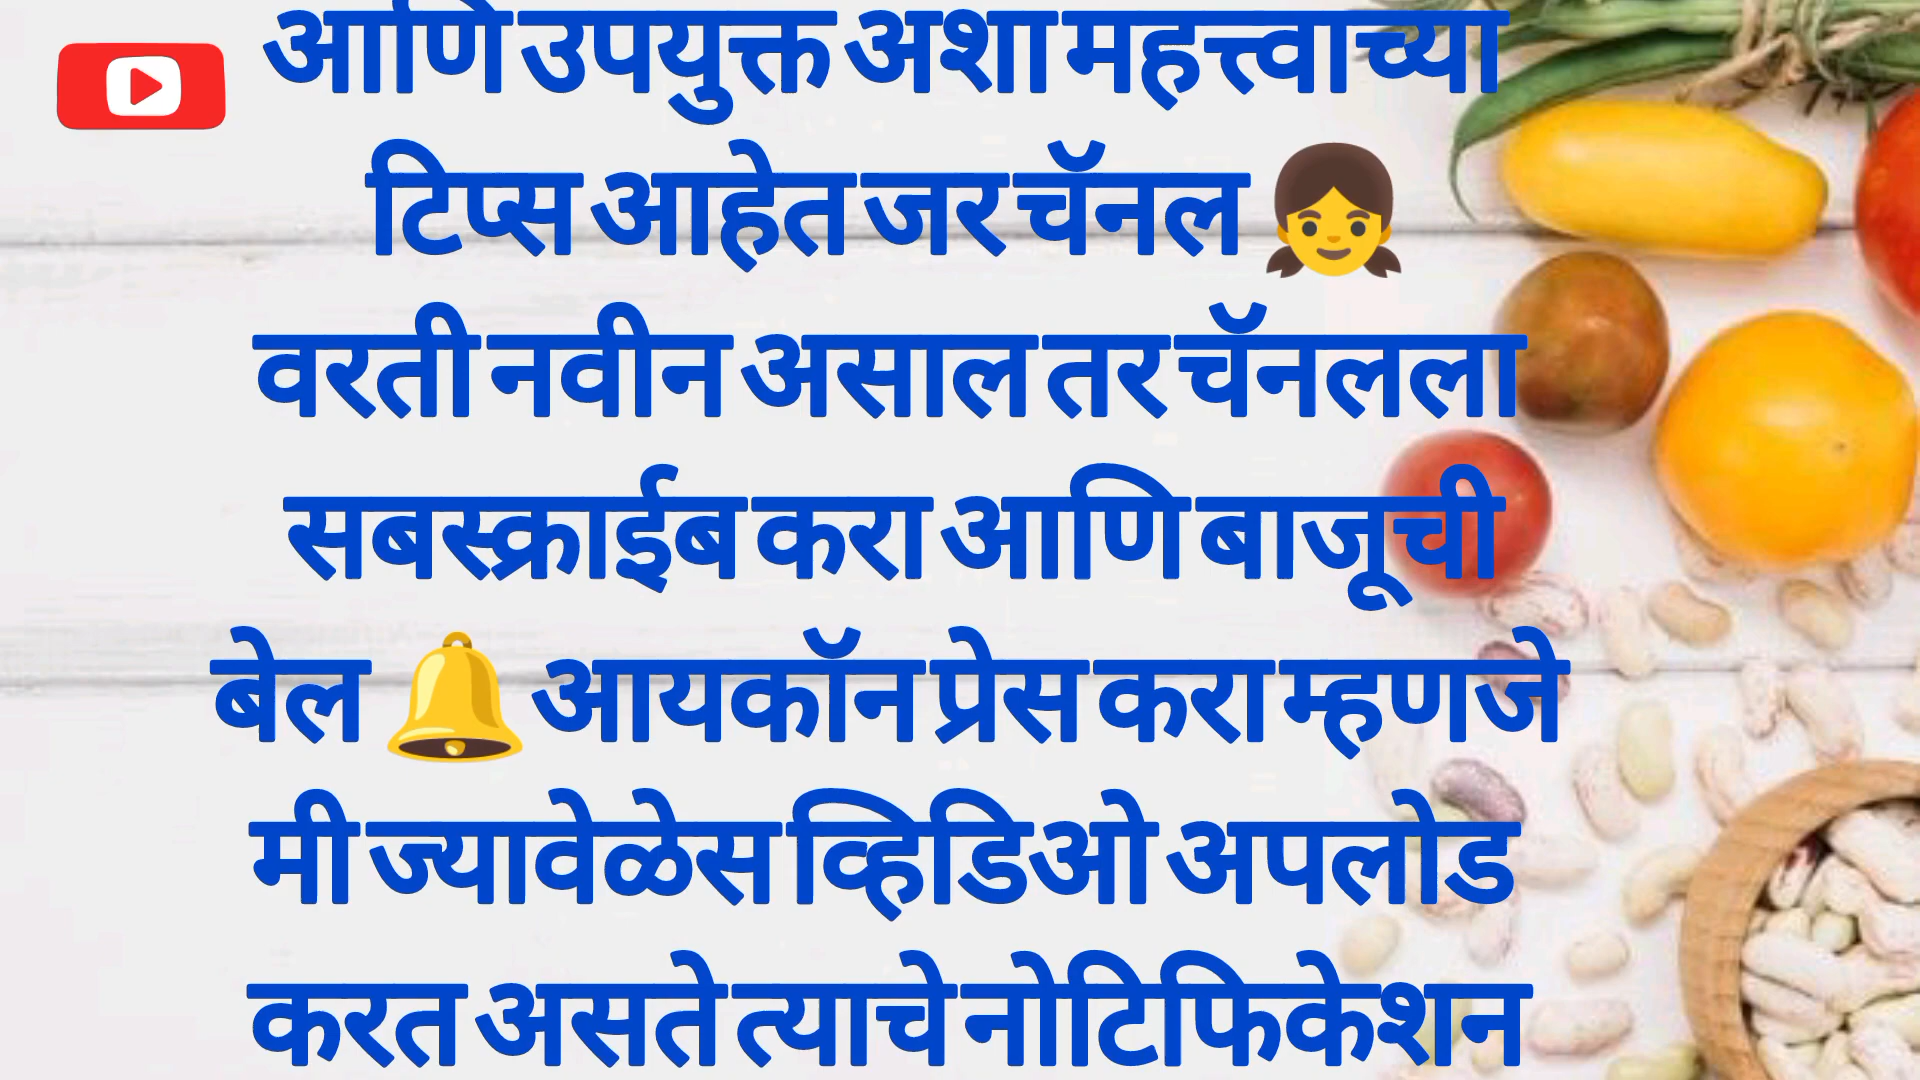 आणि उपयुक्त अशा महत्त्वाच्या
टिप्स आहेत जर चॅनल 👧
वरती नवीन असाल तर चॅनलला
सबस्क्राईब करा आणि बाजूची
बेल 🔔 आयकॉन प्रेस करा म्हणजे
मी ज्यावेळेस व्हिडिओ अपलोड
करत असते त्याचे नोटिफिकेशन